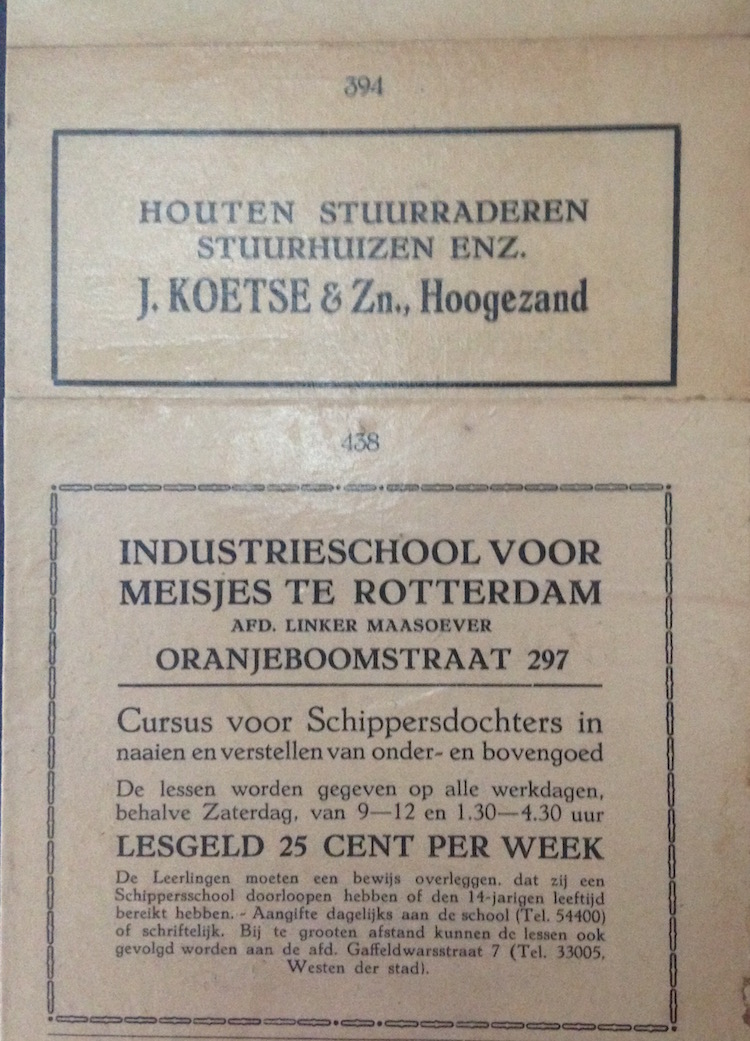 394
HOUTEN STUURRADEREN
STUURHUIZEN ENZ.
J. KOETSE & Zn., Hoogezand
438
INDUSTRIESCHOOL VOOR
MEISJES TE ROTTERDAM
AFD. LINKER MAASOEVER
ORANJEBOOMSTRAAT 297
Cursus voor Schippersdochters in
naaien en verstellen van onder- en bovengoed
De lessen worden gegeven op alle werkdagen,
behalve Zaterdag, van 9—12 en 1.30—4.30 uur
LESGELD 25 CENT PER WEEK
De Leerlingen moeten een bewijs overleggen. dat zij een
Schippersschool doorloopen hebben of den 14-jarigen leeftijd
bereikt hebben. - Aangifte dagelijks aan de school (Tel. 54400)
of schriftelijk. Bij te grooten afstand kunnen de lessen ook
gevolgd worden aan de afd. Gaffeldwarsstraat 7 (Tel. 33005,
Westen der stad).